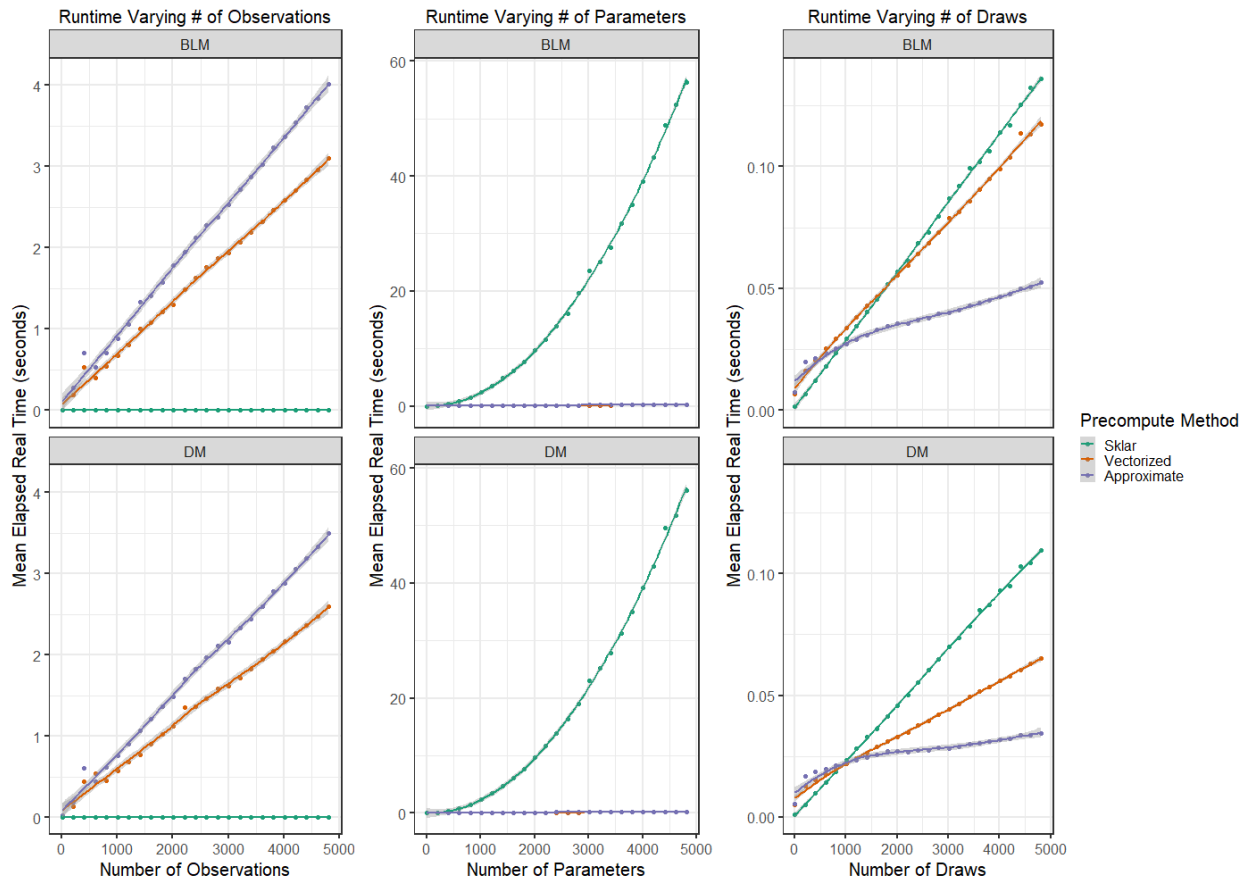 Runtime Varying # of Observations
BLM
4
3
2
1
0
DM
4
3
2
1
0
0 1000 2000 3000 4000 5000
Number of Observations
Mean Elapsed Real Time (seconds)
Runtime Varying # of Parameters
BLM
60
40
20
0
DM
60
40
20
0
0 1000 2000 3000 4000 5000
Number of Parameters
Mean Elapsed Real Time (seconds)
Runtime Varying # of Draws
BLM
0.10
0.05
0.00
DM
0.10
0.05
0.00
0 1000 2000 3000 4000 5000
Number of Draws
Mean Elapsed Real Time (seconds)
Precompute Method
Sklar
Vectorized
Approximate